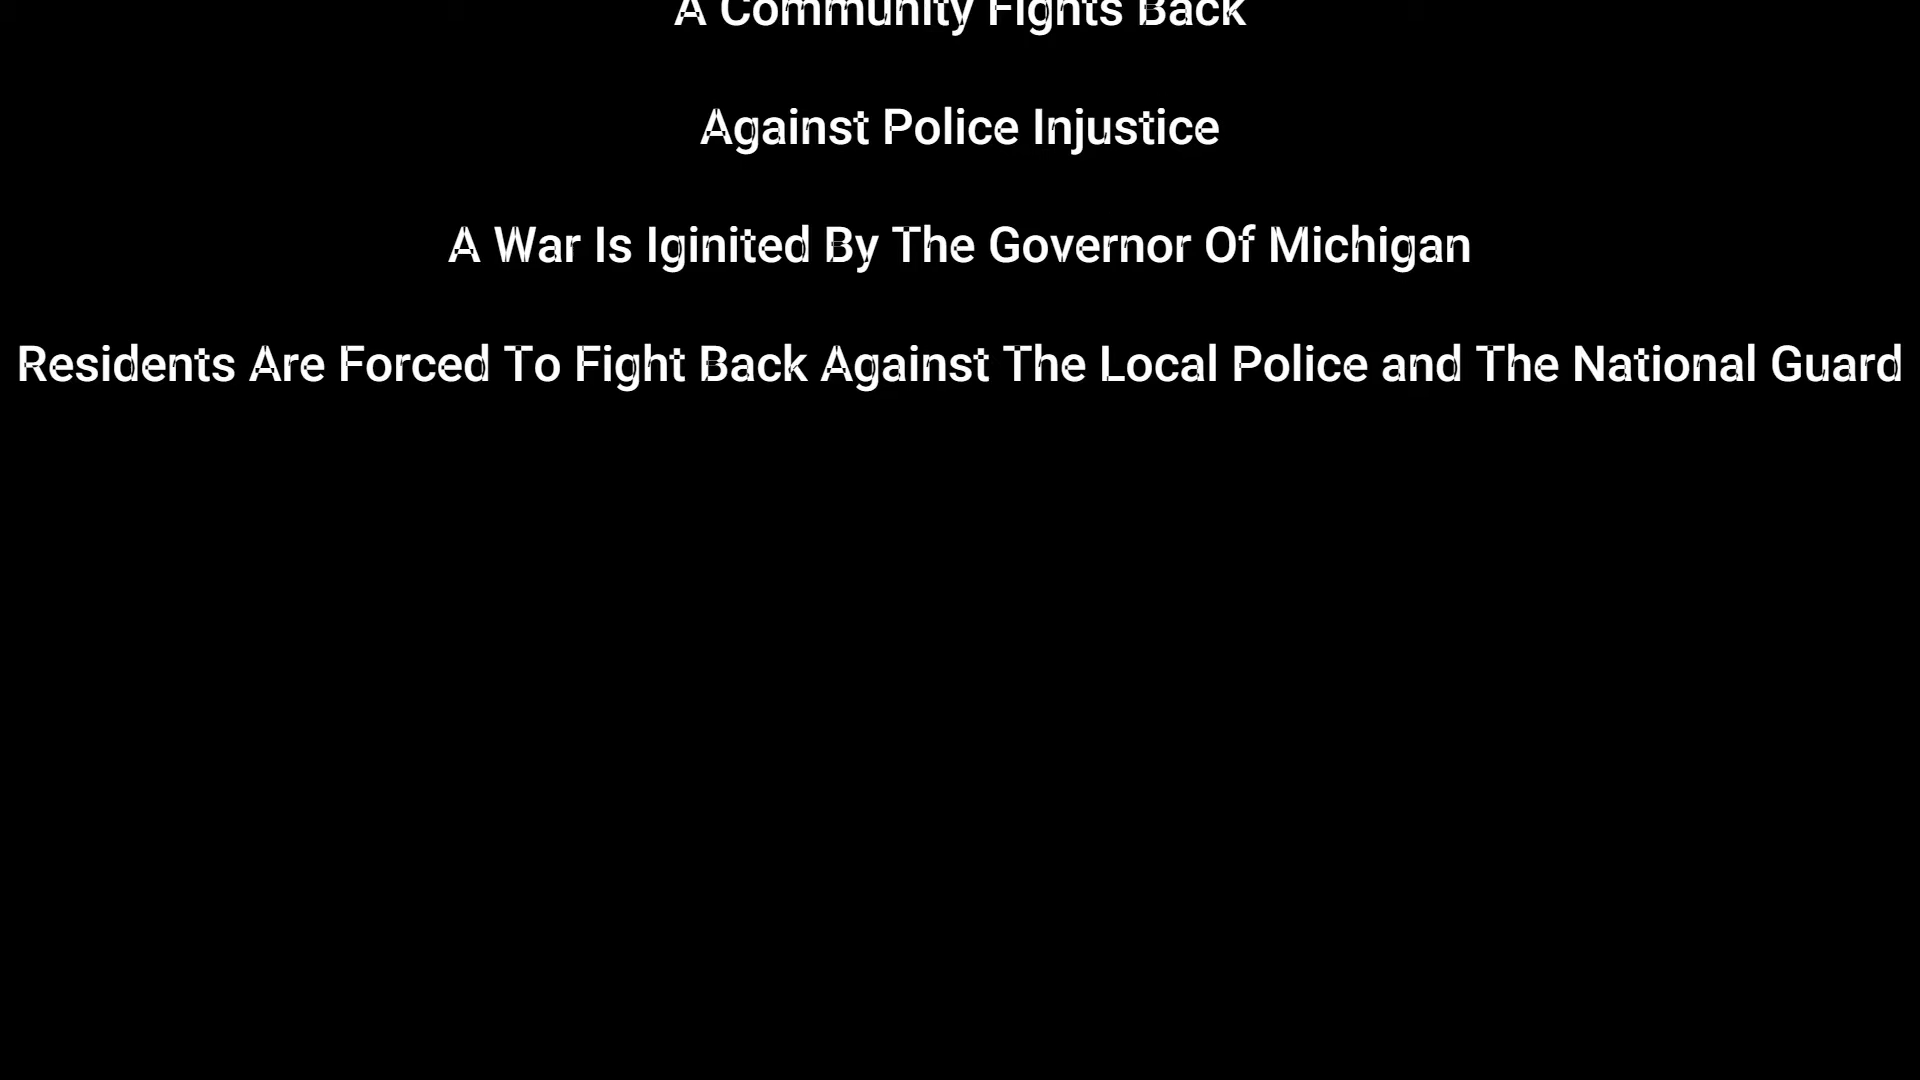 A Community Fights Back
Against Police Injustice
A War Is Iginited By The Governor Of Michigan
Residents Are Forced To Fight Back Against The Local Police and The National Guard